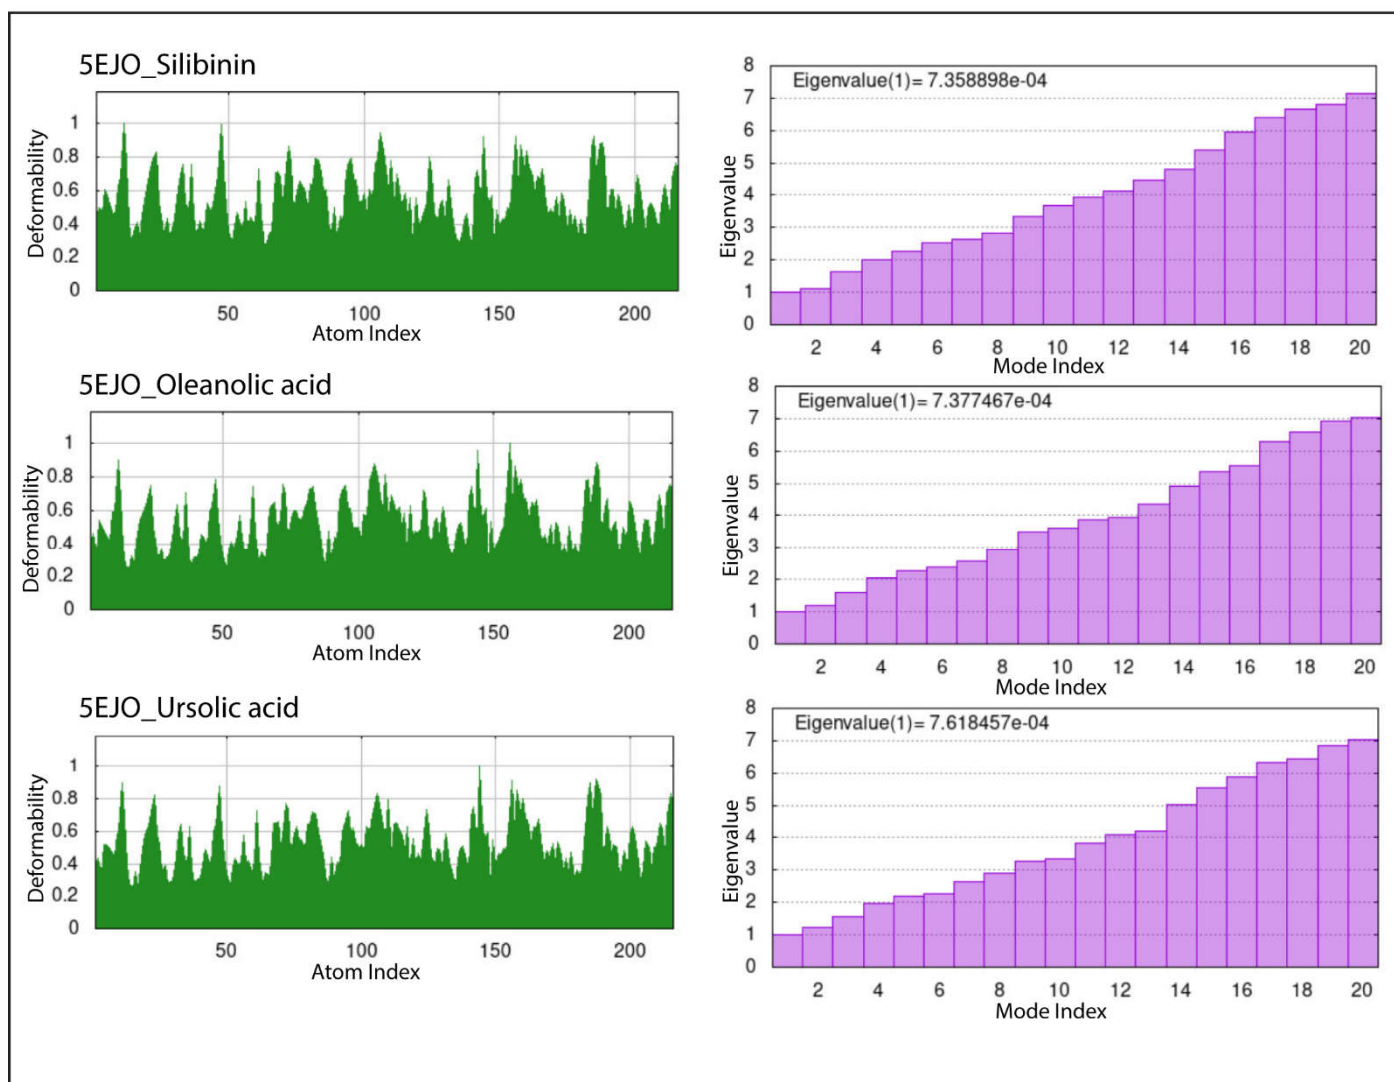 5EJO_Silibinin
Deformability
1
0.8
0.6
0.4
0.2
0
50 100 150 200
Atom Index
Eigenvalue(1)= 7.358898e-04
Eigenvalue
8
7
6
5
4
3
2
1
0
2 4 6 8 10 12 14 16 18 20
Mode Index
5EJO_Oleanolic acid
Deformability
1
0.8
0.6
0.4
0.2
0
50 100 150 200
Atom Index
Eigenvalue(1)= 7.377467e-04
Eigenvalue
8
7
6
5
4
3
2
1
0
2 4 6 8 10 12 14 16 18 20
Mode Index
5EJO_Ursolic acid
Deformability
1
0.8
0.6
0.4
0.2
0
50 100 150 200
Atom Index
Eigenvalue(1)= 7.618457e-04
Eigenvalue
8
7
6
5
4
3
2
1
0
2 4 6 8 10 12 14 16 18 20
Mode Index